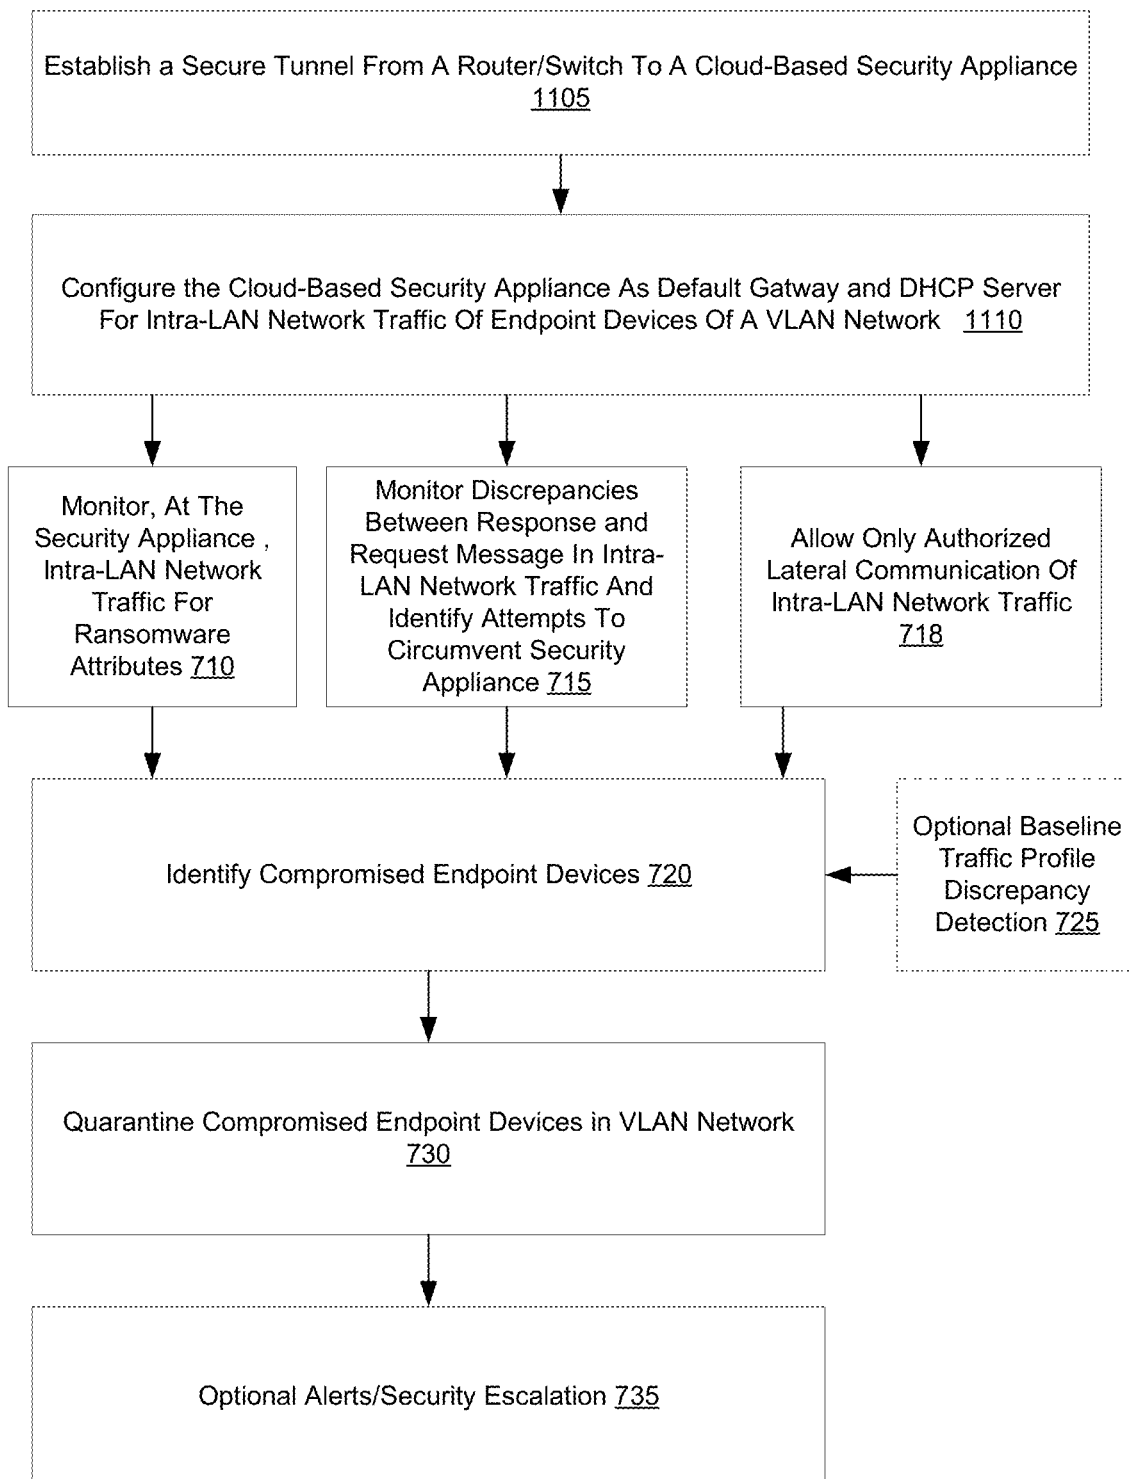 Establish a Secure Tunnel From A Router/Switch To A Cloud-Based Security Appliance
1105
Configure the Cloud-Based Security Appliance As Default Gatway and DHCP Server
For Intra-LAN Network Traffic Of Endpoint Devices Of A VLAN Network 1110
Monitor, At The
Security Appliance ,
Intra-LAN Network
Traffic For
Ransomware
Attributes 710
Monitor Discrepancies
Between Response and
Request Message In Intra-
LAN Network Traffic And
Identify Attempts To
Circumvent Security
Appliance 715
Allow Only Authorized
Lateral Communication Of
Intra-LAN Network Traffic
718
Identify Compromised Endpoint Devices 720
Optional Baseline
Traffic Profile
Discrepancy
Detection 725
Quarantine Compromised Endpoint Devices in VLAN Network
730
Optional Alerts/Security Escalation 735